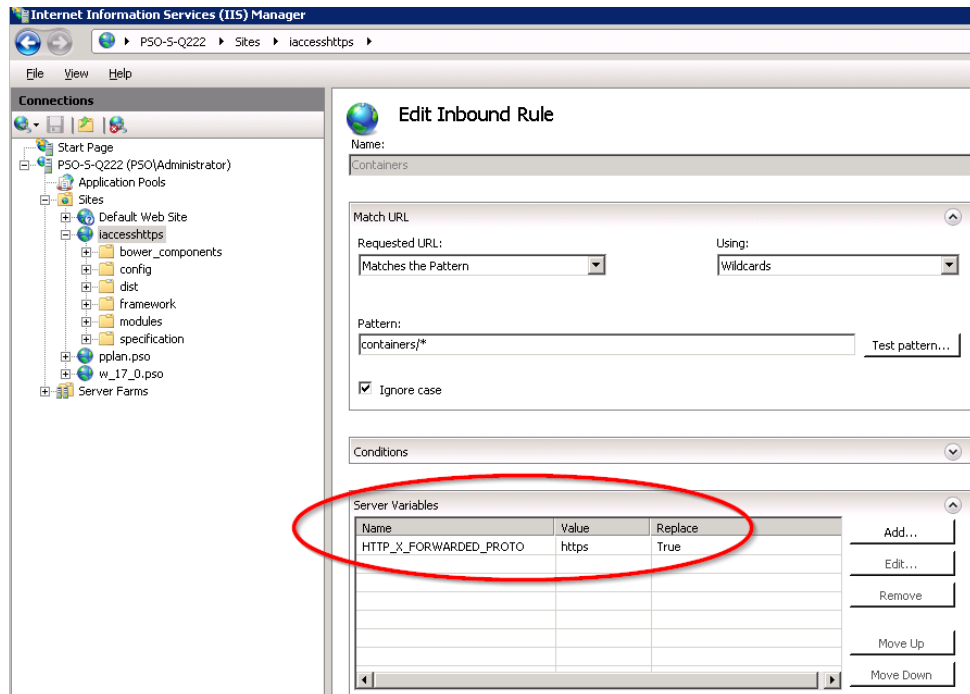 Internet Information Services (IIS) Manager
PSO-S-Q222 Sites iaccesshttps
File View Help
Connections
Start Page
PSO-S-Q222 (PSO\Administrator)
Application Pools
Sites
Default Web Site
iaccesshttps
bower_components
config
dist
framework
modules
specification
pplan.pso
w_17_0.pso
Server Farms
Edit Inbound Rule
Name:
Containers
Match URL
Requested URL: Using:
Matches the Pattern Wildcards
Pattern:
containers/* Test pattern...
Ignore case
Conditions
Server Variables
Name Value Replace
HTTP_X_FORWARDED_PROTO https True
Add...
Edit...
Remove
Move Up
Move Down